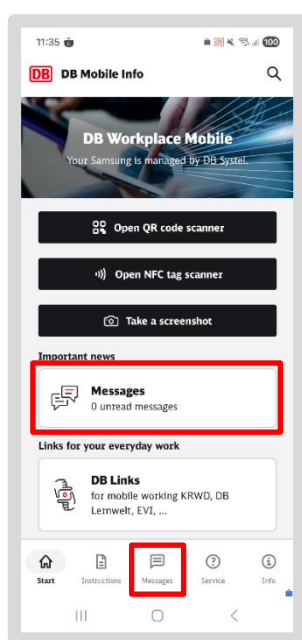 11:35
100
DB DB Mobile Info
DB Workplace Mobile
Your Samsung is managed by DB Systel.
Open QR code scanner
Open NFC tag scanner
Take a screenshot
Important news
Messages
0 unread messages
Links for your everyday work
DB Links
for mobile working KRWD, DB
Lernwelt, EVI, ...
Start Instructions Messages Service Info